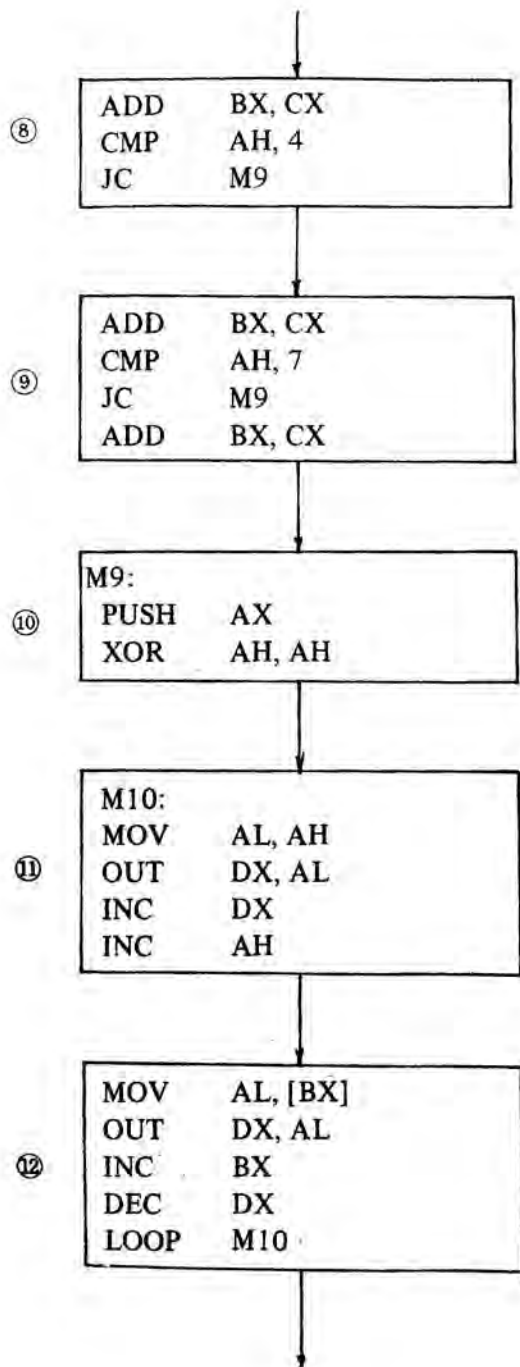 ⑧
ADD BX, CX
CMP AH, 4
JC M9
⑨
ADD BX, CX
CMP AH, 7
JC M9
ADD BX, CX
⑩
M9:
PUSH AX
XOR AH, AH
⑪
M10:
MOV AL, AH
OUT DX, AL
INC DX
INC AH
⑫
MOV AL, [BX]
OUT DX, AL
INC BX
DEC DX
LOOP M10